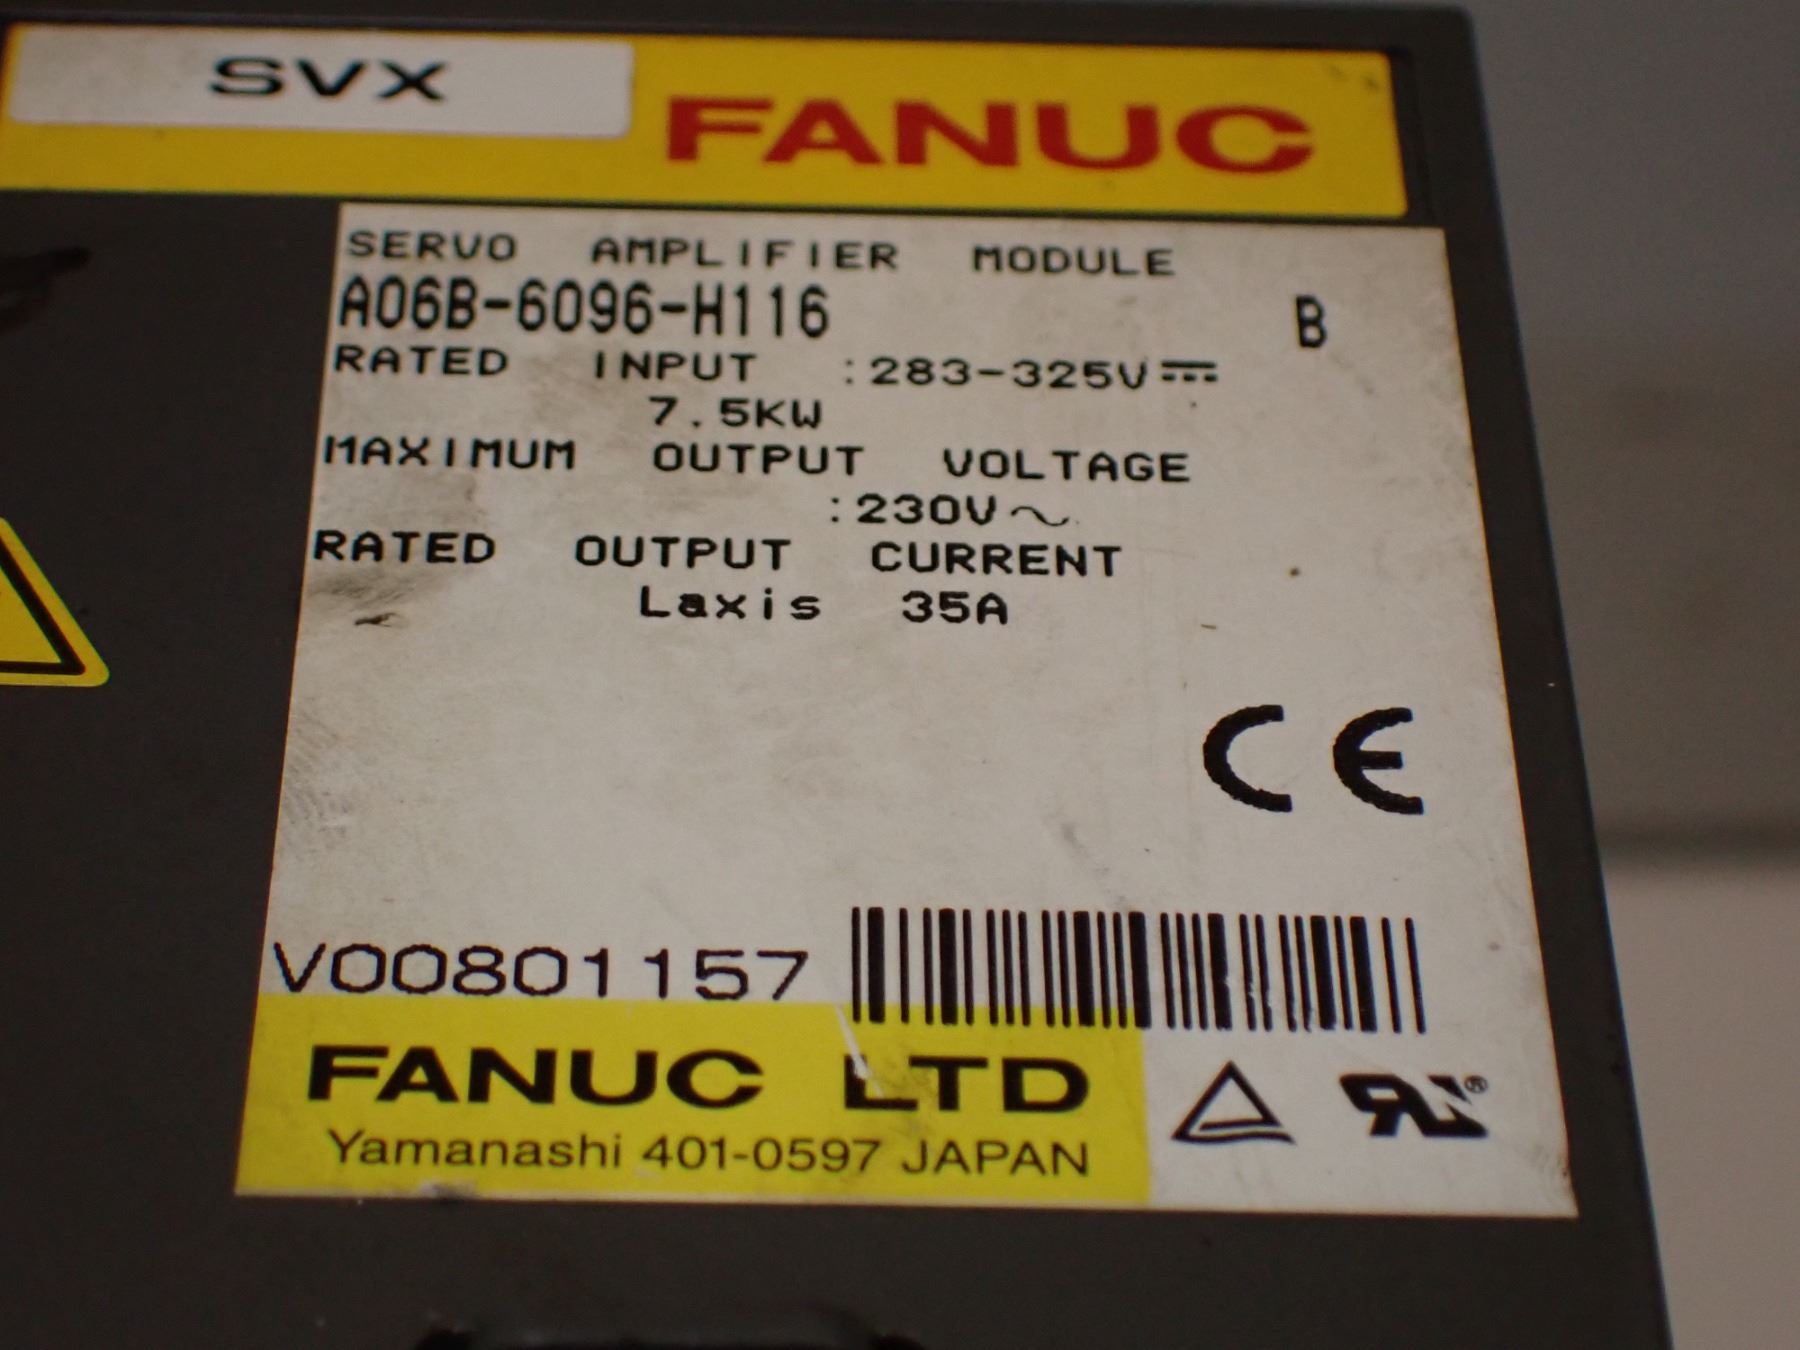 SVX
FANUC
SERVO AMPLIFIER MODULE
A06B-6096-H116 B
RATED INPUT :283-325V⎓
7.5KW
MAXIMUM OUTPUT VOLTAGE
:230V~
RATED OUTPUT CURRENT
Laxis 35A
CE
V00801157
FANUC LTD
Yamanashi 401-0597 JAPAN